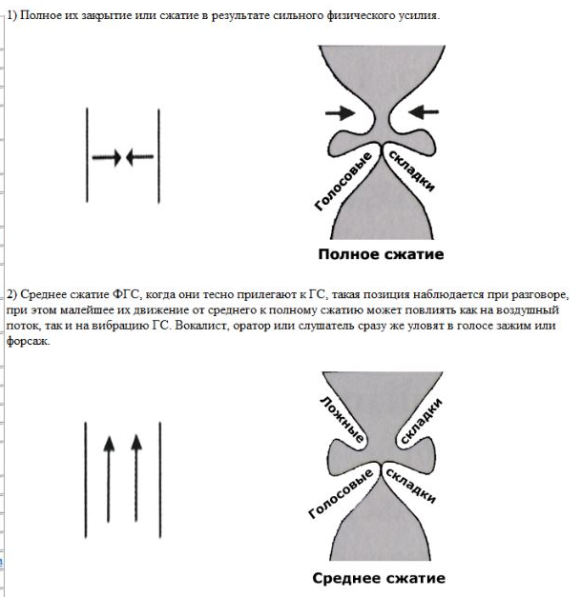 1) Полное их закрытие или сжатие в результате сильного физического усилия.
Голосовые складки
Полное сжатие
2) Среднее сжатие ФГС, когда они тесно прилегают к ГС, такая позиция наблюдается при разговоре,
при этом малейшее их движение от среднего к полному сжатию может повлиять как на воздушный
поток, так и на вибрацию ГС. Вокалист, оратор или слушатель сразу же уловят в голосе зажим или
форсаж.
Ложные складки
Голосовые складки
Среднее сжатие